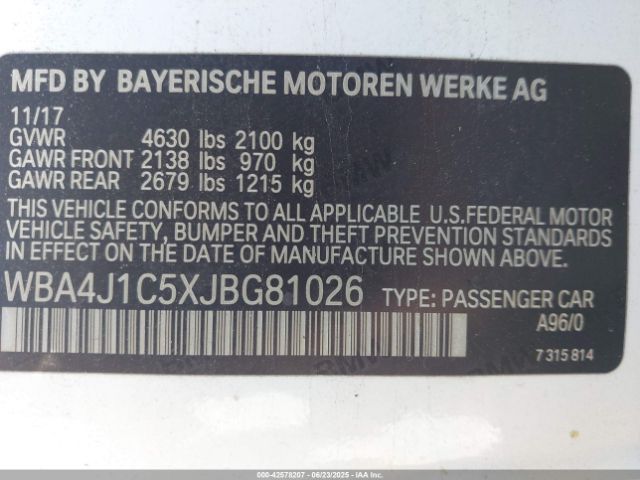 MFD BY BAYERISCHE MOTOREN WERKE AG
11/17
GVWR 4630 lbs 2100 kg
GAWR FRONT 2138 lbs 970 kg
GAWR REAR 2679 lbs 1215 kg
THIS VEHICLE CONFORMS TO ALL APPLICABLE U.S.FEDERAL MOTOR
VEHICLE SAFETY, BUMPER AND THEFT PREVENTION STANDARDS
IN EFFECT ON THE DATE OF MANUFACTURE SHOWN ABOVE.
WBA4J1C5XJBG81026 TYPE: PASSENGER CAR
A96/0
7 315 814
000-42578207 - 06/23/2025 - IAAI.COM